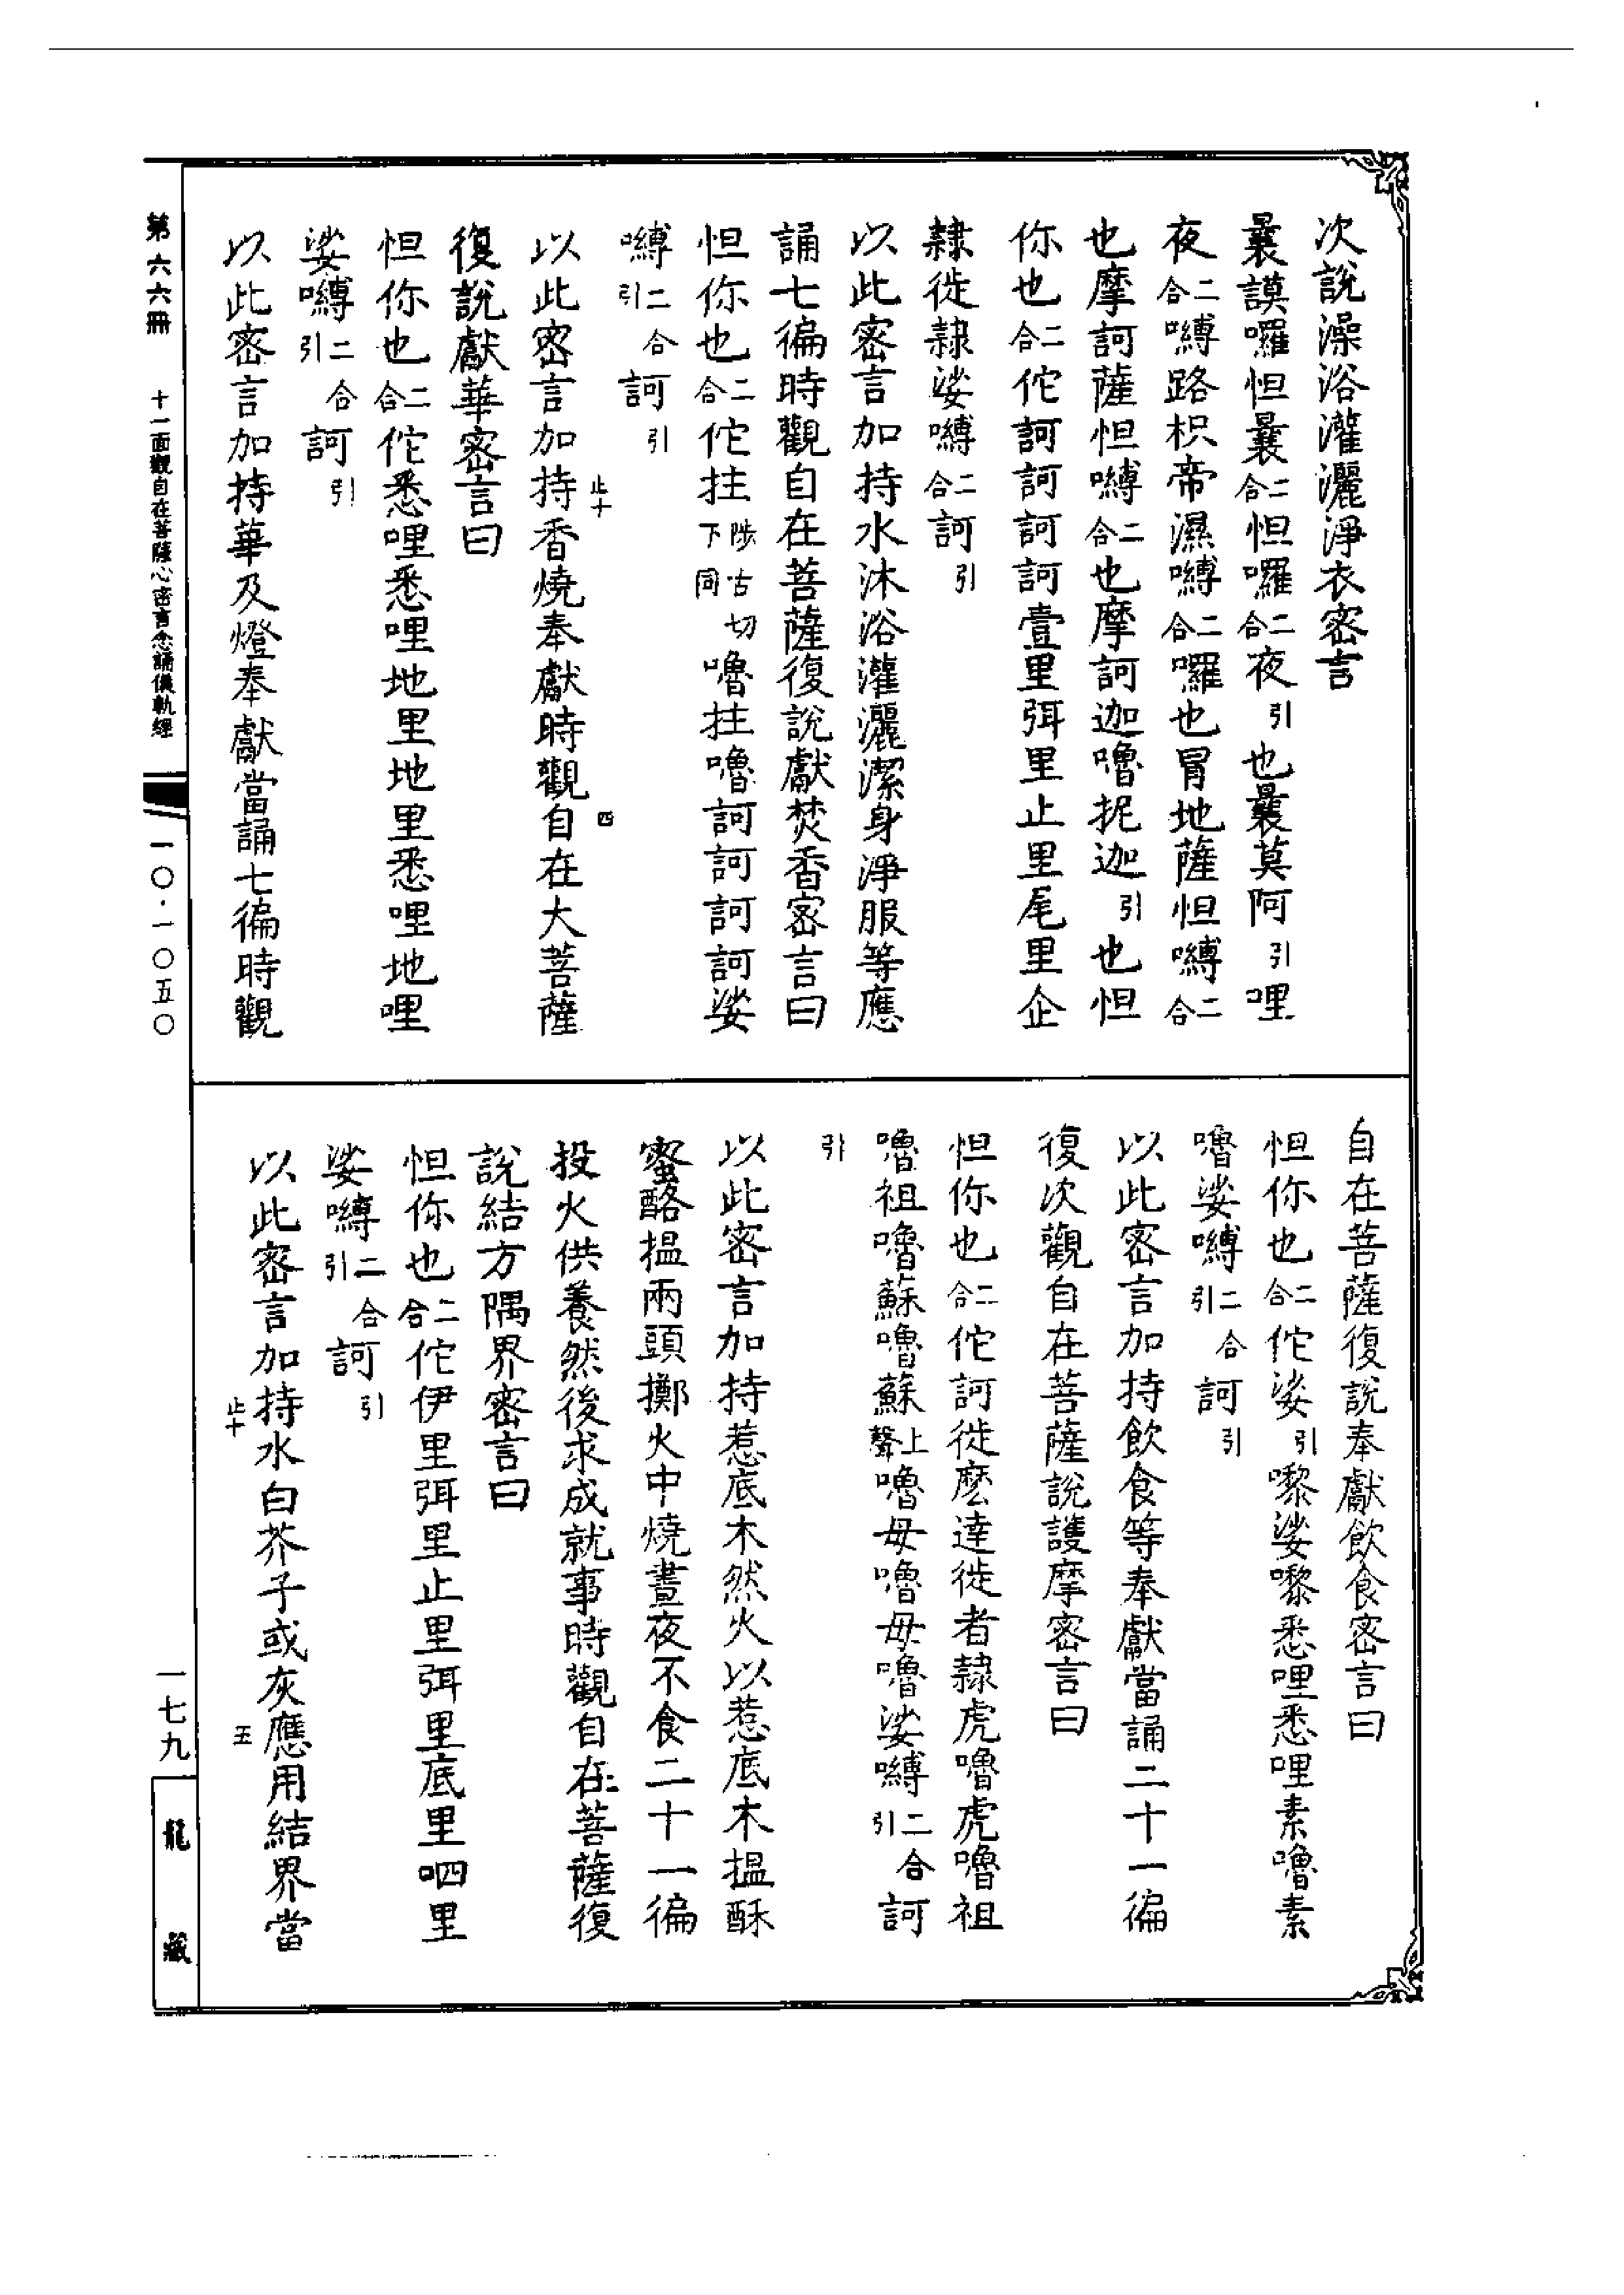 次說澡浴灌灑淨衣密言
曩謨囉怛曩二合怛囉二合夜引也曩莫阿引哩
夜二合嚩路枳帝濕嚩二合囉也冐地薩怛嚩二合
也摩訶薩怛嚩二合也摩訶迦嚕抳迦引也怛
你也二合佗訶訶訶訶壹里弭里止里尾里企
隸徙隸娑嚩二合訶引
以此密言加持水沐浴灌灑潔身淨服等應
誦七徧時觀自在菩薩復說獻焚香密言曰
怛你也二合佗拄陟古切下同嚕拄嚕訶訶訶訶娑
嚩二合引訶引
以此密言加持香燒奉獻時觀自在大菩薩
止十
四
復說獻華密言曰
怛你也二合佗悉哩悉哩地里地里悉哩地哩
娑嚩二合引訶引
以此密言加持華及燈奉獻當誦七徧時觀
自在菩薩復說奉獻飲食密言曰
怛你也二合佗娑引嚟娑嚟悉哩悉哩素嚕素
嚕娑嚩二合引訶引
以此密言加持飲食等奉獻當誦二十一徧
復次觀自在菩薩說護摩密言曰
怛你也二合佗訶徙麽達徙者隸虎嚕虎嚕祖
嚕祖嚕蘇嚕蘇上聲嚕母嚕母嚕娑嚩二合引訶
引
以此密言加持惹底木然火以惹底木搵酥
蜜酪搵兩頭擲火中燒晝夜不食二十一徧
投火供養然後求成就事時觀自在菩薩復
說結方隅界密言曰
怛你也二合佗伊里弭里止里弭里底里呬里
娑嚩二合引訶引
以此密言加持水白芥子或灰應用結界當
止十
五
第六六冊
十一面觀自在菩薩心密言念誦儀軌經
一〇·一〇五〇
一七九
龍藏